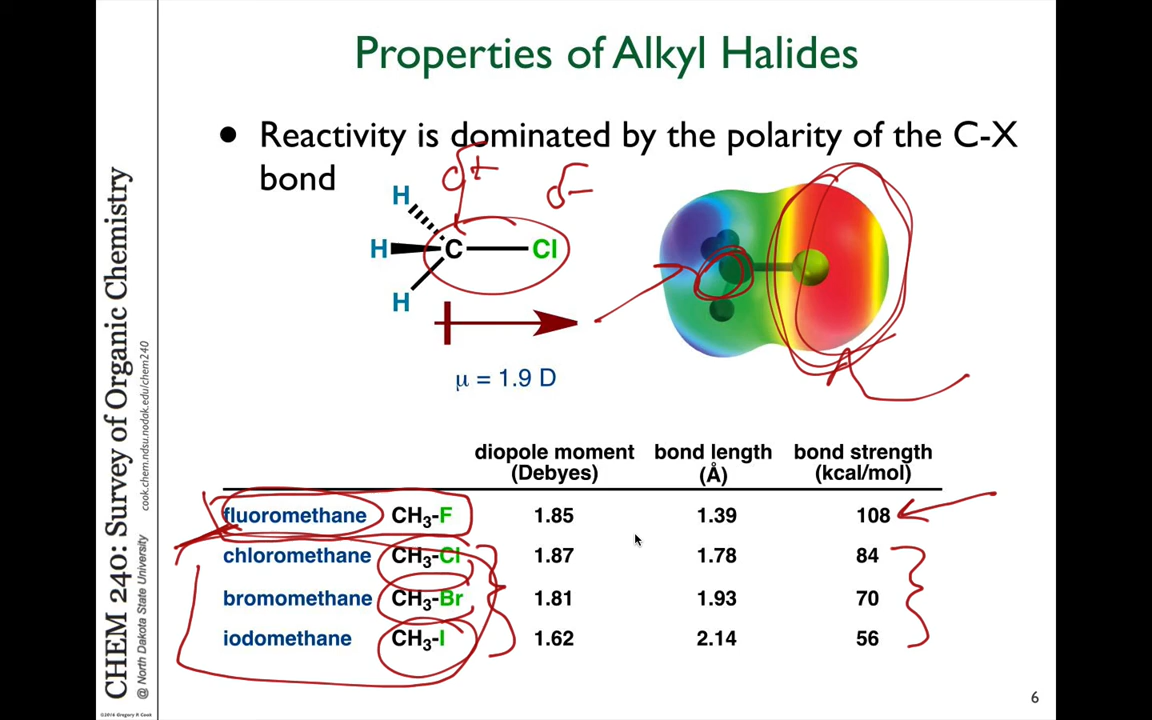 Properties of Alkyl Halides
● Reactivity is dominated by the polarity of the C-X
bond
δ+
δ-
H
H C Cl
H
μ = 1.9 D
diopole moment bond length bond strength
(Debyes) (Å) (kcal/mol)
fluoromethane CH3-F 1.85 1.39 108
chloromethane CH3-Cl 1.87 1.78 84
bromomethane CH3-Br 1.81 1.93 70
iodomethane CH3-I 1.62 2.14 56
6
CHEM 240: Survey of Organic Chemistry
@ North Dakota State University cook.chem.ndsu.nodak.edu/chem240
©2016 Gregory R Cook